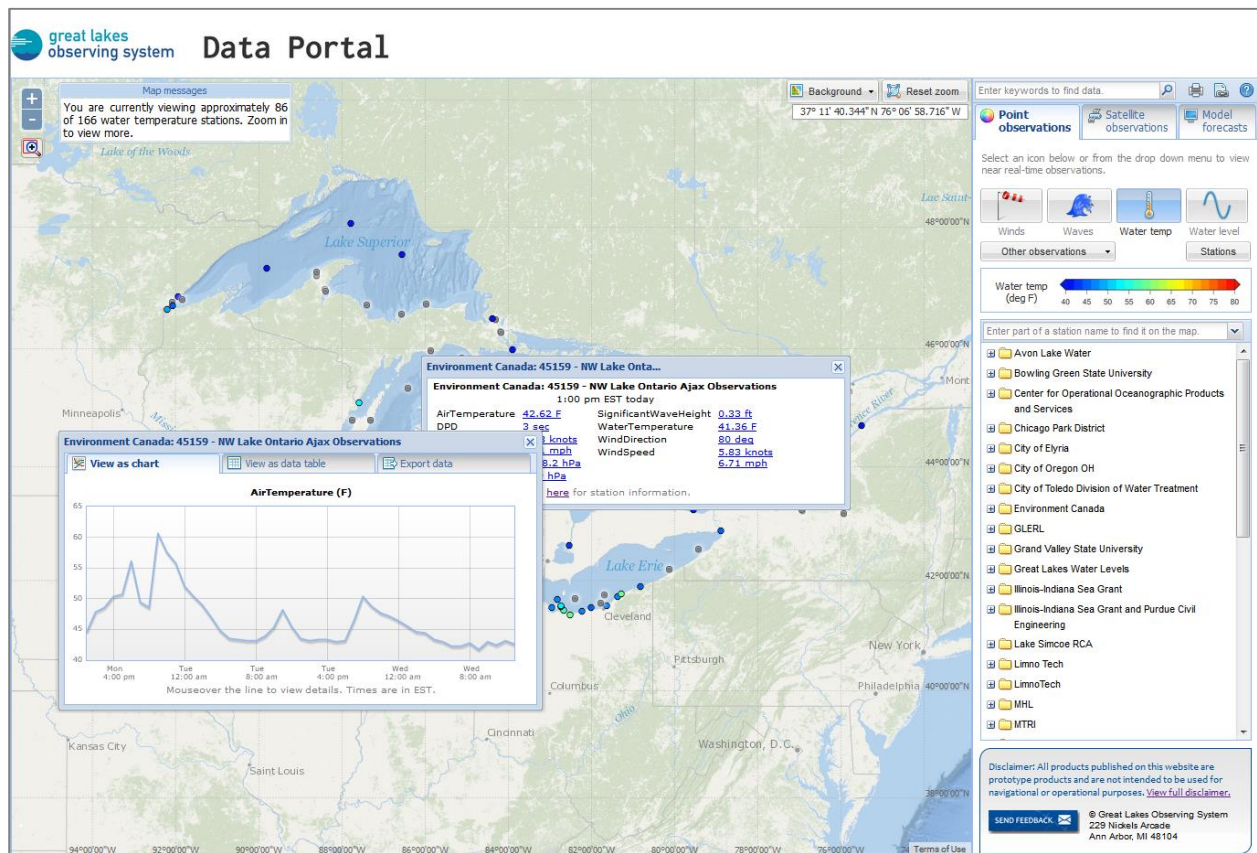 great lakes
observing system
Data Portal
Map messages
You are currently viewing approximately 86
of 166 water temperature stations. Zoom in
to view more.
+
-
Background
Reset zoom
37° 11' 40.344" N 76° 06' 58.716" W
Lake of the Woods
Lake Superior
Luc Saint-
48°00'00"N
46°00'00"N
Minneapolis
Mont
44°00'00"N
42°00'00"N
Lake Erie
Cleveland
New York
Pittsburgh
Philadelphia
40°00'00"N
Columbus
Ohio
Cincinnati
Washington, D.C.
Kansas City
Saint Louis
38°00'00"N
94°00'00"W
92°00'00"W
90°00'00"W
88°00'00"W
86°00'00"W
84°00'00"W
82°00'00"W
80°00'00"W
78°00'00"W
76°00'00"W
Terms of Use
Environment Canada: 45159 - NW Lake Onta...
Environment Canada: 45159 - NW Lake Ontario Ajax Observations
1:00 pm EST today
AirTemperature 42.62 F
SignificantWaveHeight 0.33 ft
DPD 3 sec
WaterTemperature 41.36 F
knots
WindDirection 80 deg
mph
WindSpeed 5.83 knots
8.2 hPa
6.71 mph
hPa
here for station information.
Environment Canada: 45159 - NW Lake Ontario Ajax Observations
View as chart
View as data table
Export data
AirTemperature (F)
65
60
55
50
45
40
Mon
4:00 pm
Tue
12:00 am
Tue
8:00 am
Tue
4:00 pm
Wed
12:00 am
Wed
8:00 am
Mouseover the line to view details. Times are in EST.
Enter keywords to find data.
Point
observations
Satellite
observations
Model
forecasts
Select an icon below or from the drop down menu to view
near real-time observations.
Winds
Waves
Water temp
Water level
Other observations
Stations
Water temp
(deg F)
40 45 50 55 60 65 70 75 80
Enter part of a station name to find it on the map.
Avon Lake Water
Bowling Green State University
Center for Operational Oceanographic Products
and Services
Chicago Park District
City of Elyria
City of Oregon OH
City of Toledo Division of Water Treatment
Environment Canada
GLERL
Grand Valley State University
Great Lakes Water Levels
Illinois-Indiana Sea Grant
Illinois-Indiana Sea Grant and Purdue Civil
Engineering
Lake Simcoe RCA
Limno Tech
LimnoTech
MHL
MTRI
Disclaimer: All products published on this website are
prototype products and are not intended to be used for
navigational or operational purposes. View full disclaimer.
SEND FEEDBACK
© Great Lakes Observing System
229 Nickels Arcade
Ann Arbor, MI 48104